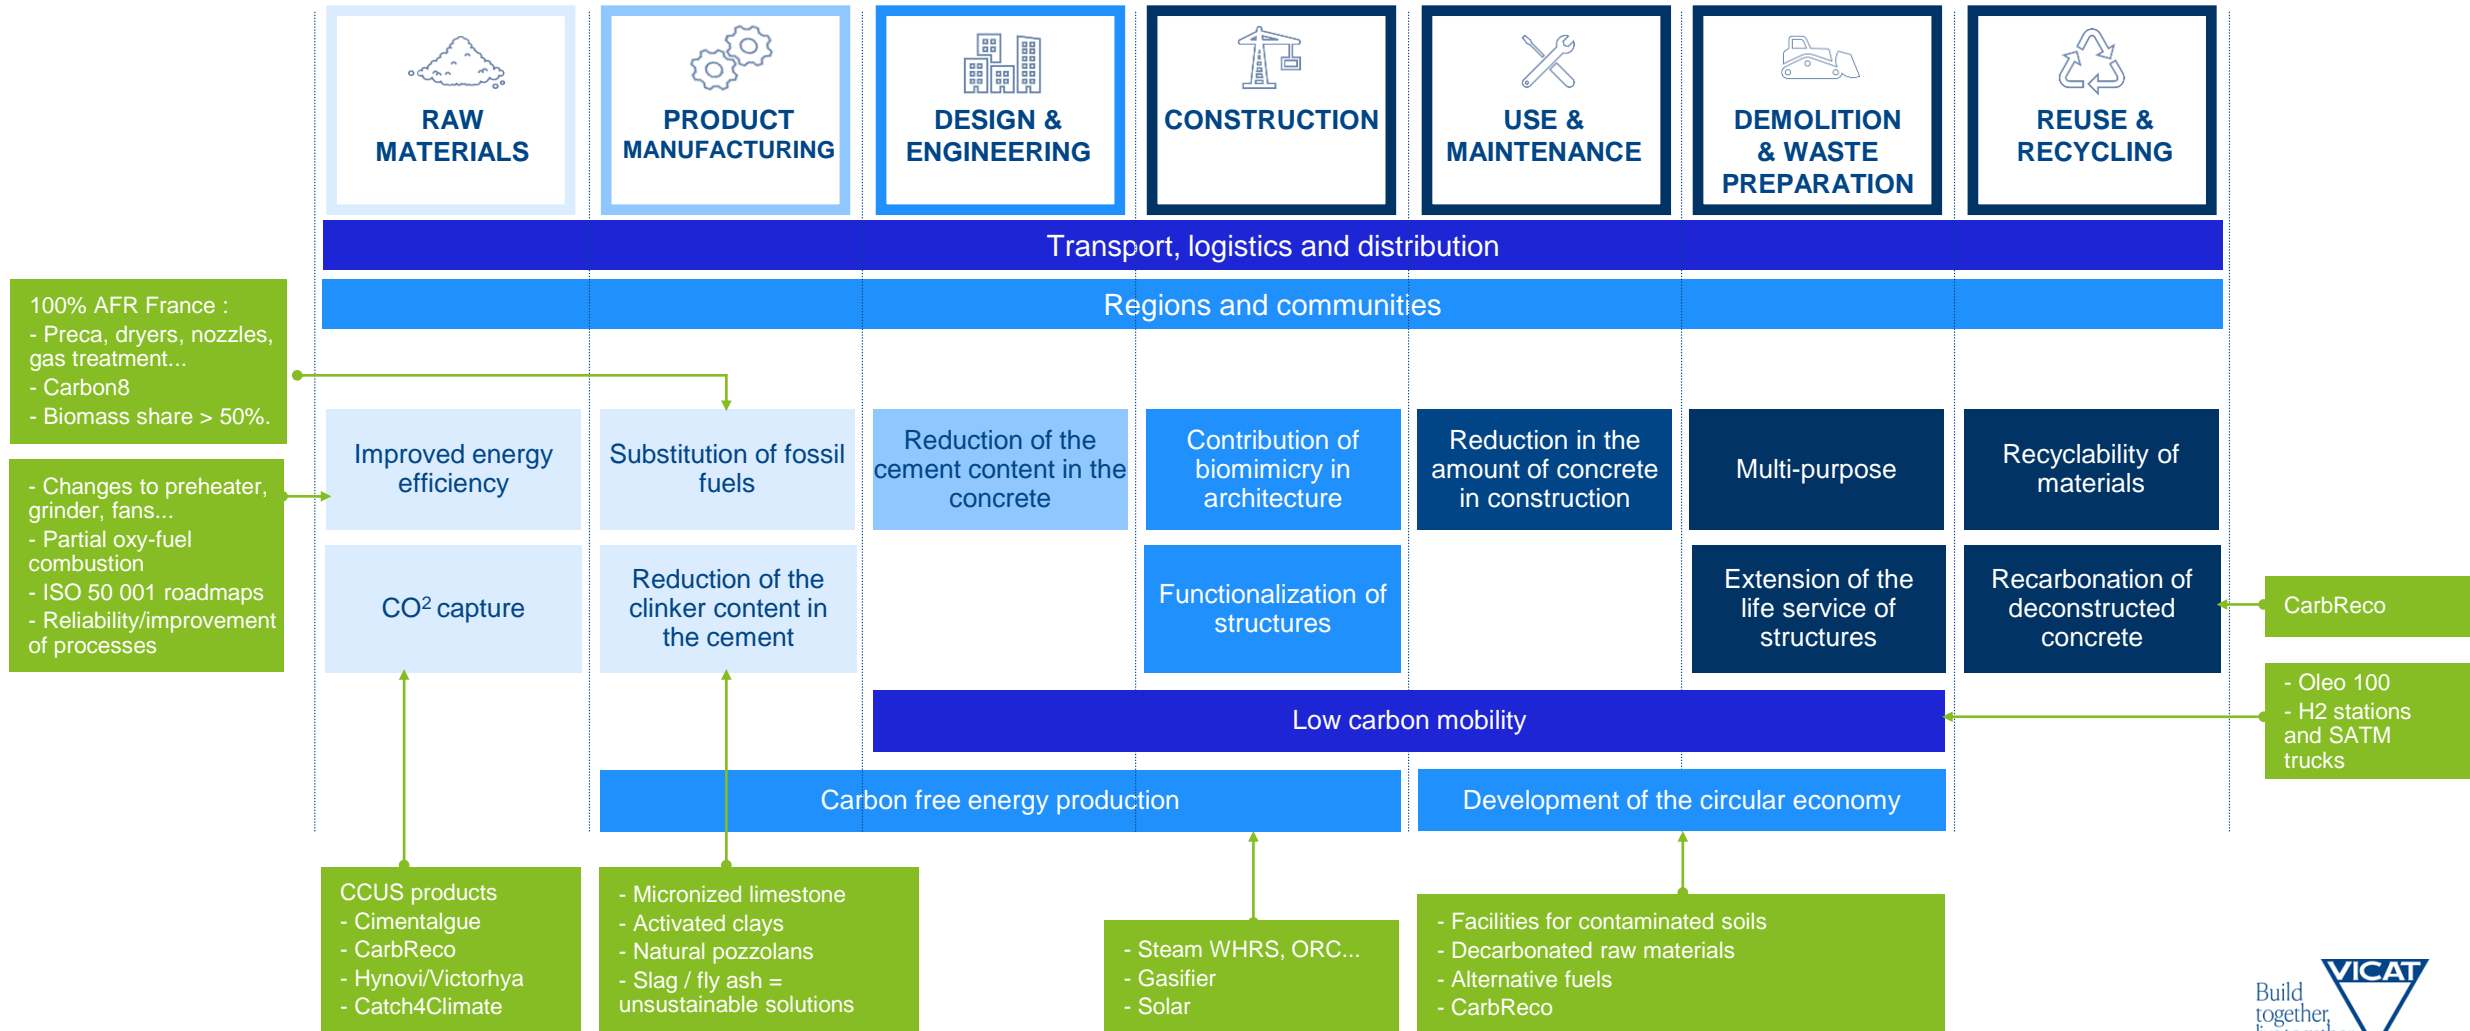 RAW
MATERIALS
PRODUCT
MANUFACTURING
DESIGN &
ENGINEERING
CONSTRUCTION
USE &
MAINTENANCE
DEMOLITION
& WASTE
PREPARATION
REUSE &
RECYCLING
Transport, logistics and distribution
Regions and communities
100% AFR France :
- Preca, dryers, nozzles,
gas treatment...
- Carbon8
- Biomass share > 50%.
- Changes to preheater,
grinder, fans...
- Partial oxy-fuel
combustion
- ISO 50 001 roadmaps
- Reliability/improvement
of processes
Improved energy
efficiency
Substitution of fossil
fuels
Reduction of the
cement content in the
concrete
Contribution of
biomimicry in
architecture
Reduction in the
amount of concrete
in construction
Multi-purpose
Recyclability of
materials
CO² capture
Reduction of the
clinker content in
the cement
Functionalization of
structures
Extension of the
life service of
structures
Recarbonation of
deconstructed
concrete
CarbReco
Low carbon mobility
- Oleo 100
- H2 stations
and SATM
trucks
Carbon free energy production
Development of the circular economy
CCUS products
- Cimentalgue
- CarbReco
- Hynovi/Victorhya
- Catch4Climate
- Micronized limestone
- Activated clays
- Natural pozzolans
- Slag / fly ash =
unsustainable solutions
- Steam WHRS, ORC...
- Gasifier
- Solar
- Facilities for contaminated soils
- Decarbonated raw materials
- Alternative fuels
- CarbReco
VICAT
Build
together,